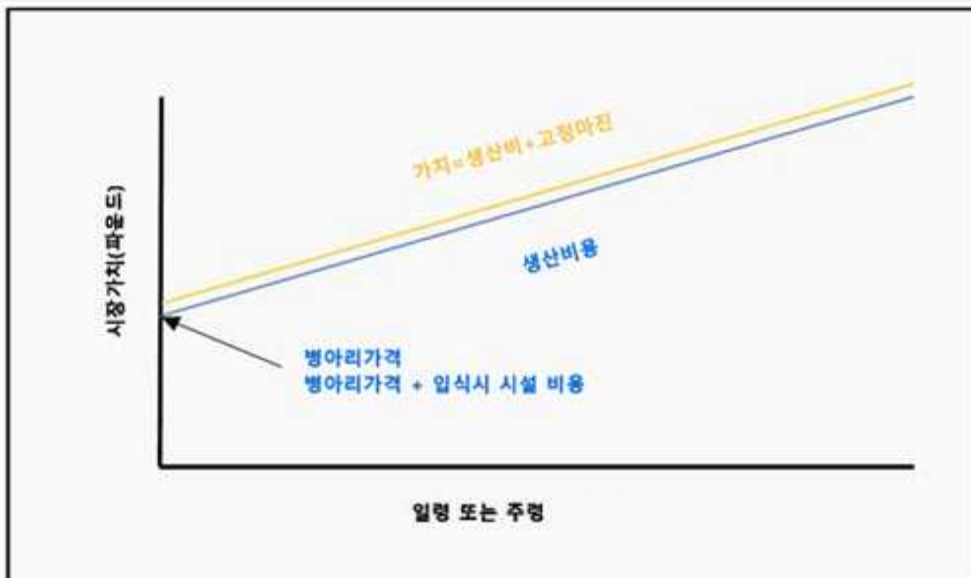 가치=생산비+고정마진
시장가치(파운드)
생산비용
병아리가격
병아리가격 + 입식시 시설 비용
일령 또는 주령